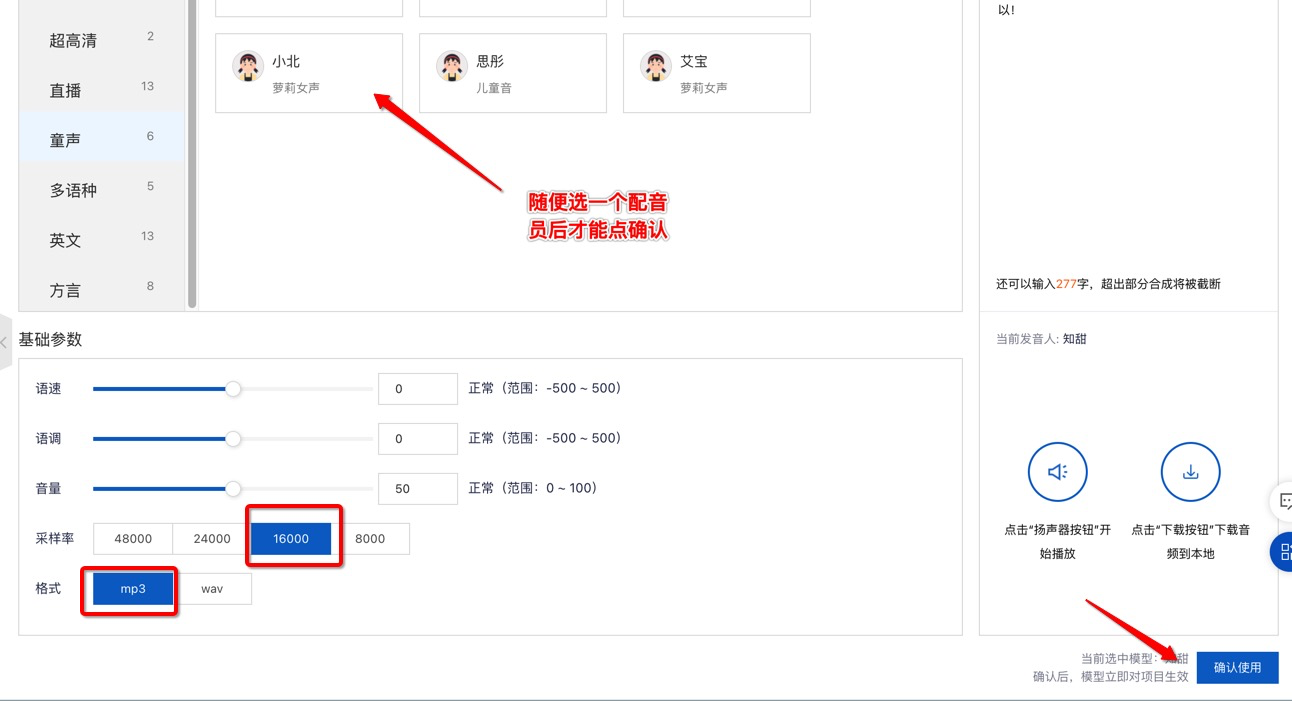 以！
超高清 2
直播 13
童声 6
多语种 5
英文 13
方言 8
小北
萝莉女声
思彤
儿童音
艾宝
萝莉女声
随便选一个配音
员后才能点确认
还可以输入277字，超出部分合成将被截断
当前发音人: 知甜
基础参数
语速 0 正常（范围：-500 ~ 500）
语调 0 正常（范围：-500 ~ 500）
音量 50 正常（范围：0 ~ 100）
采样率 48000 24000 16000 8000
格式 mp3 wav
点击“扬声器按钮”开
始播放
点击“下载按钮”下载音
频到本地
当前选中模型：知甜
确认后，模型立即对项目生效
确认使用